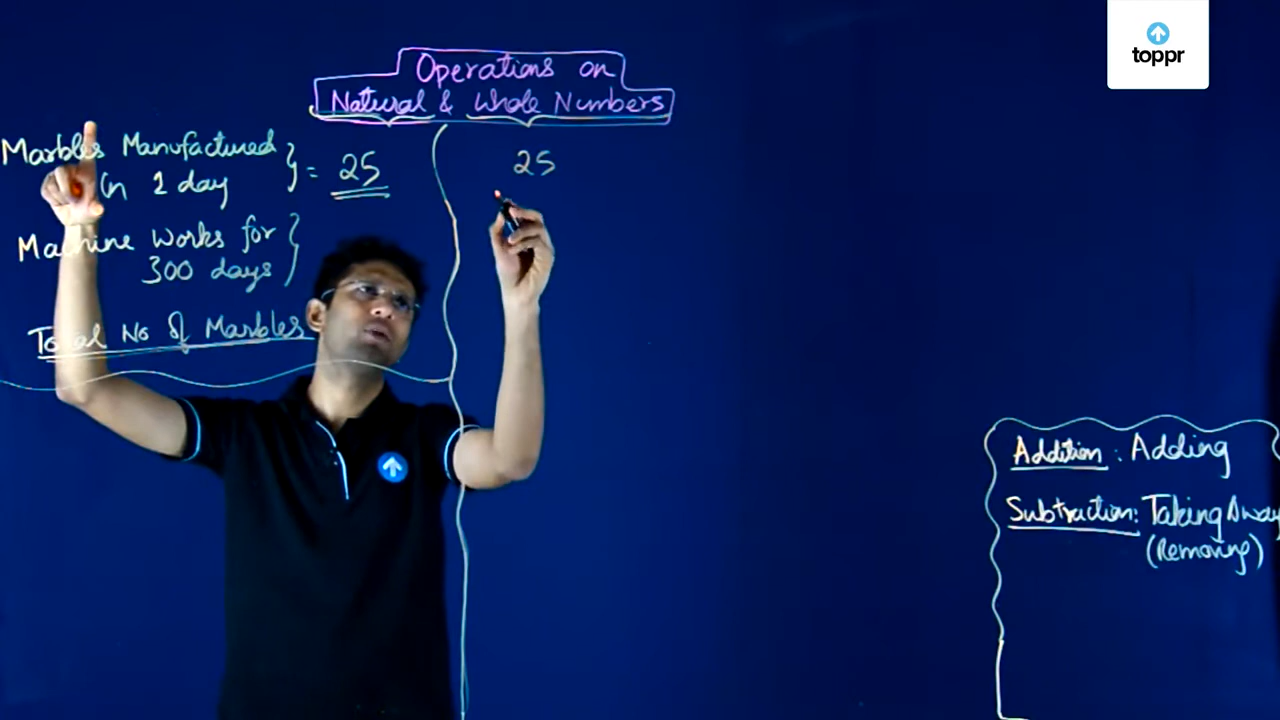 toppr
Operations on
Natural & Whole Numbers
Marbles Manufactured
in 1 day } = 25
Machine Works for
300 days }
Total No of Marbles
25
Addition: Adding
Subtraction: Taking Away
(Removing)